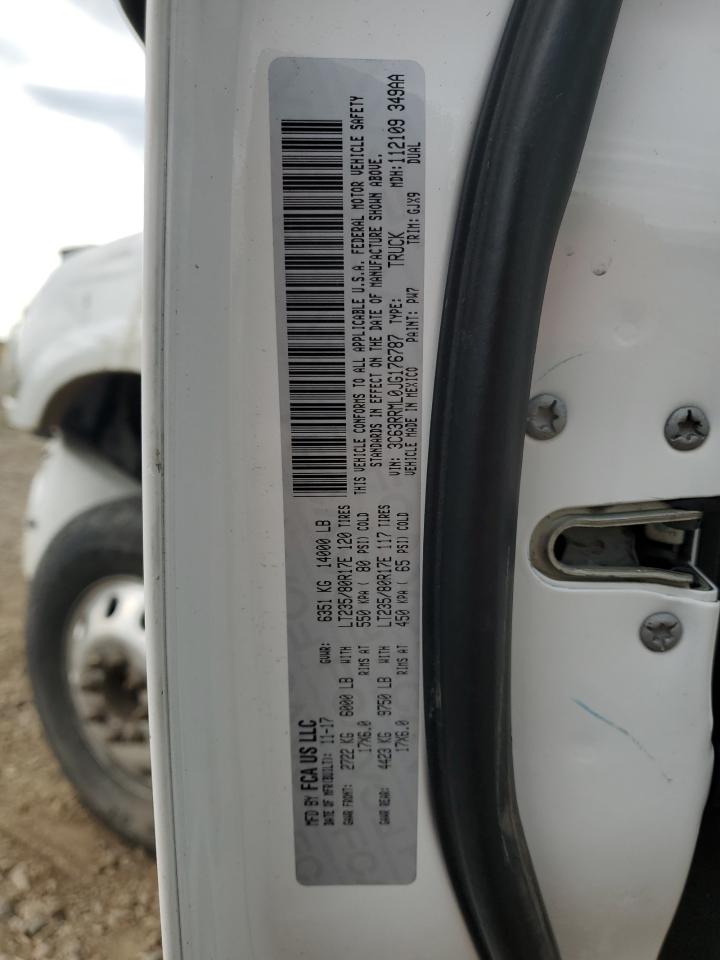 MFD BY FCA US LLC
DATE OF MFR(BUILT): 11-17 GVWR: 6351 KG 14000 LB
GAWR FRONT: 2722 KG 6000 LB WITH LT235/80R17E 120 TIRES
17X6.0 RIMS AT 550 KPA ( 80 PSI) COLD
GAWR REAR: 4423 KG 9750 LB WITH LT235/80R17E 117 TIRES
17X6.0 RIMS AT 450 KPA ( 65 PSI) COLD
THIS VEHICLE CONFORMS TO ALL APPLICABLE U.S.A. FEDERAL MOTOR VEHICLE SAFETY
STANDARDS IN EFFECT ON THE DATE OF MANUFACTURE SHOWN ABOVE.
VIN: 3C63RRML0JG176787 TYPE: TRUCK MDH: 112109 349AA
VEHICLE MADE IN MEXICO PAINT: PW7 TRIM: GJX9 DUAL